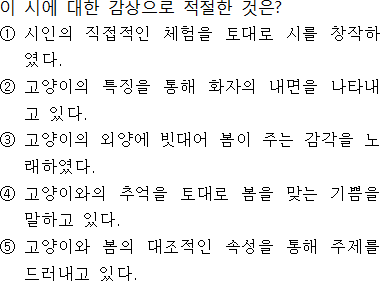 이 시에 대한 감상으로 적절한 것은?
① 시인의 직접적인 체험을 토대로 시를 창작하
였다.
② 고양이의 특징을 통해 화자의 내면을 나타내
고 있다.
③ 고양이의 외양에 빗대어 봄이 주는 감각을 노
래하였다.
④ 고양이와의 추억을 토대로 봄을 맞는 기쁨을
말하고 있다.
⑤ 고양이와 봄의 대조적인 속성을 통해 주제를
드러내고 있다.